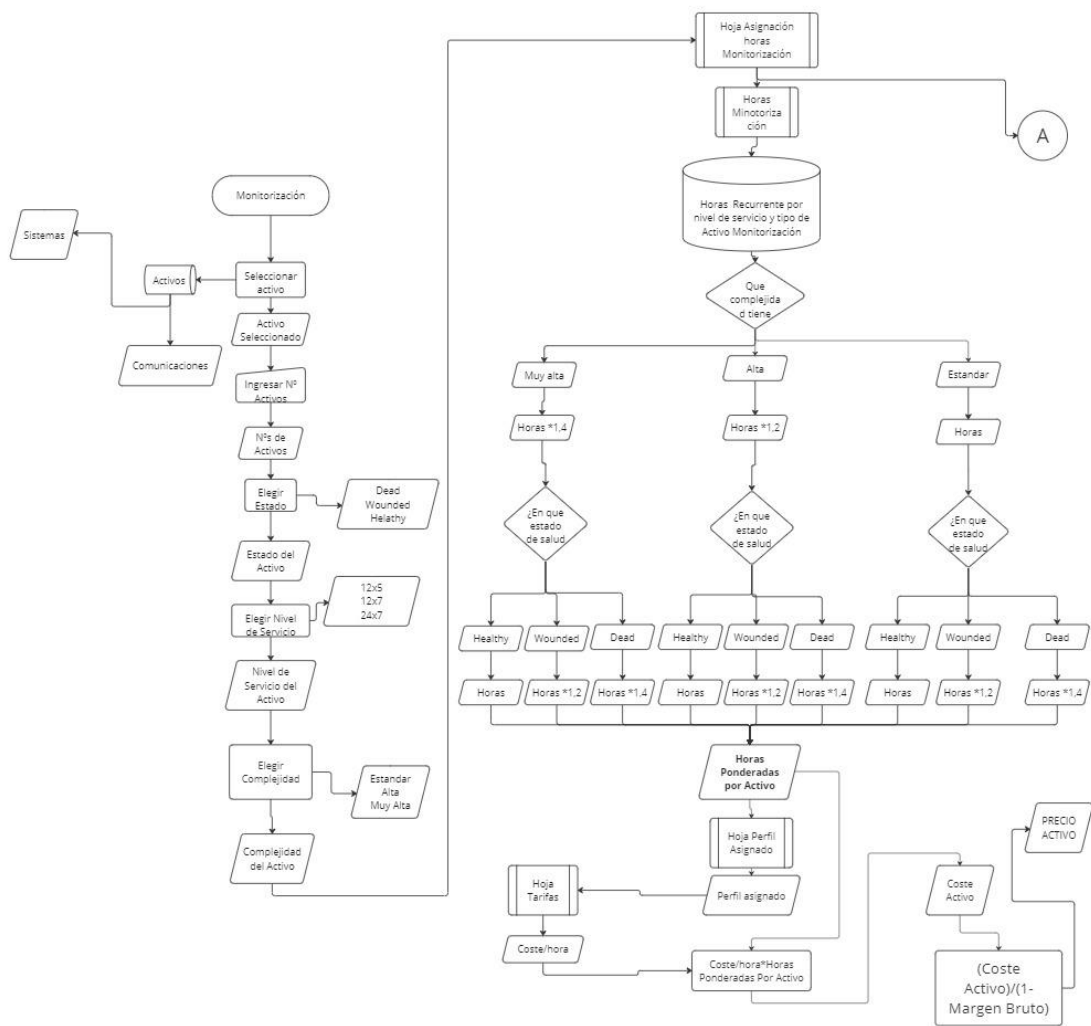 Hoja Asignación
horas
Monitorización
Horas
Minotoriza
ción
A
Horas Recurrente por
nivel de servicio y tipo de
Activo Monitorización
Monitorización
Sistemas
Activos
Seleccionar
activo
Activo
Seleccionado
Comunicaciones
Ingresar Nº
Activos
Nºs de
Activos
Elegir
Estado
Dead
Wounded
Helathy
Estado del
Activo
12x5
12x7
24x7
Elegir Nivel
de Servicio
Nivel de
Servicio del
Activo
Elegir
Complejidad
Estandar
Alta
Muy Alta
Complejidad
del Activo
Que
complejida
d tiene
Muy alta
Alta
Estandar
Horas *1,4
Horas *1,2
Horas
¿En que
estado
de salud
¿En que
estado
de salud
¿En que
estado
de salud
Healthy
Wounded
Dead
Healthy
Wounded
Dead
Healthy
Wounded
Dead
Horas
Horas *1,2
Horas *1,4
Horas
Horas *1,2
Horas *1,4
Horas
Horas *1,2
Horas *1,4
Horas
Ponderadas
por Activo
Hoja Perfil
Asignado
Perfil asignado
Hoja
Tarifas
Coste/hora
Coste/hora*Horas
Ponderadas Por Activo
Coste
Activo
(Coste
Activo)/(1-
Margen Bruto)
PRECIO
ACTIVO